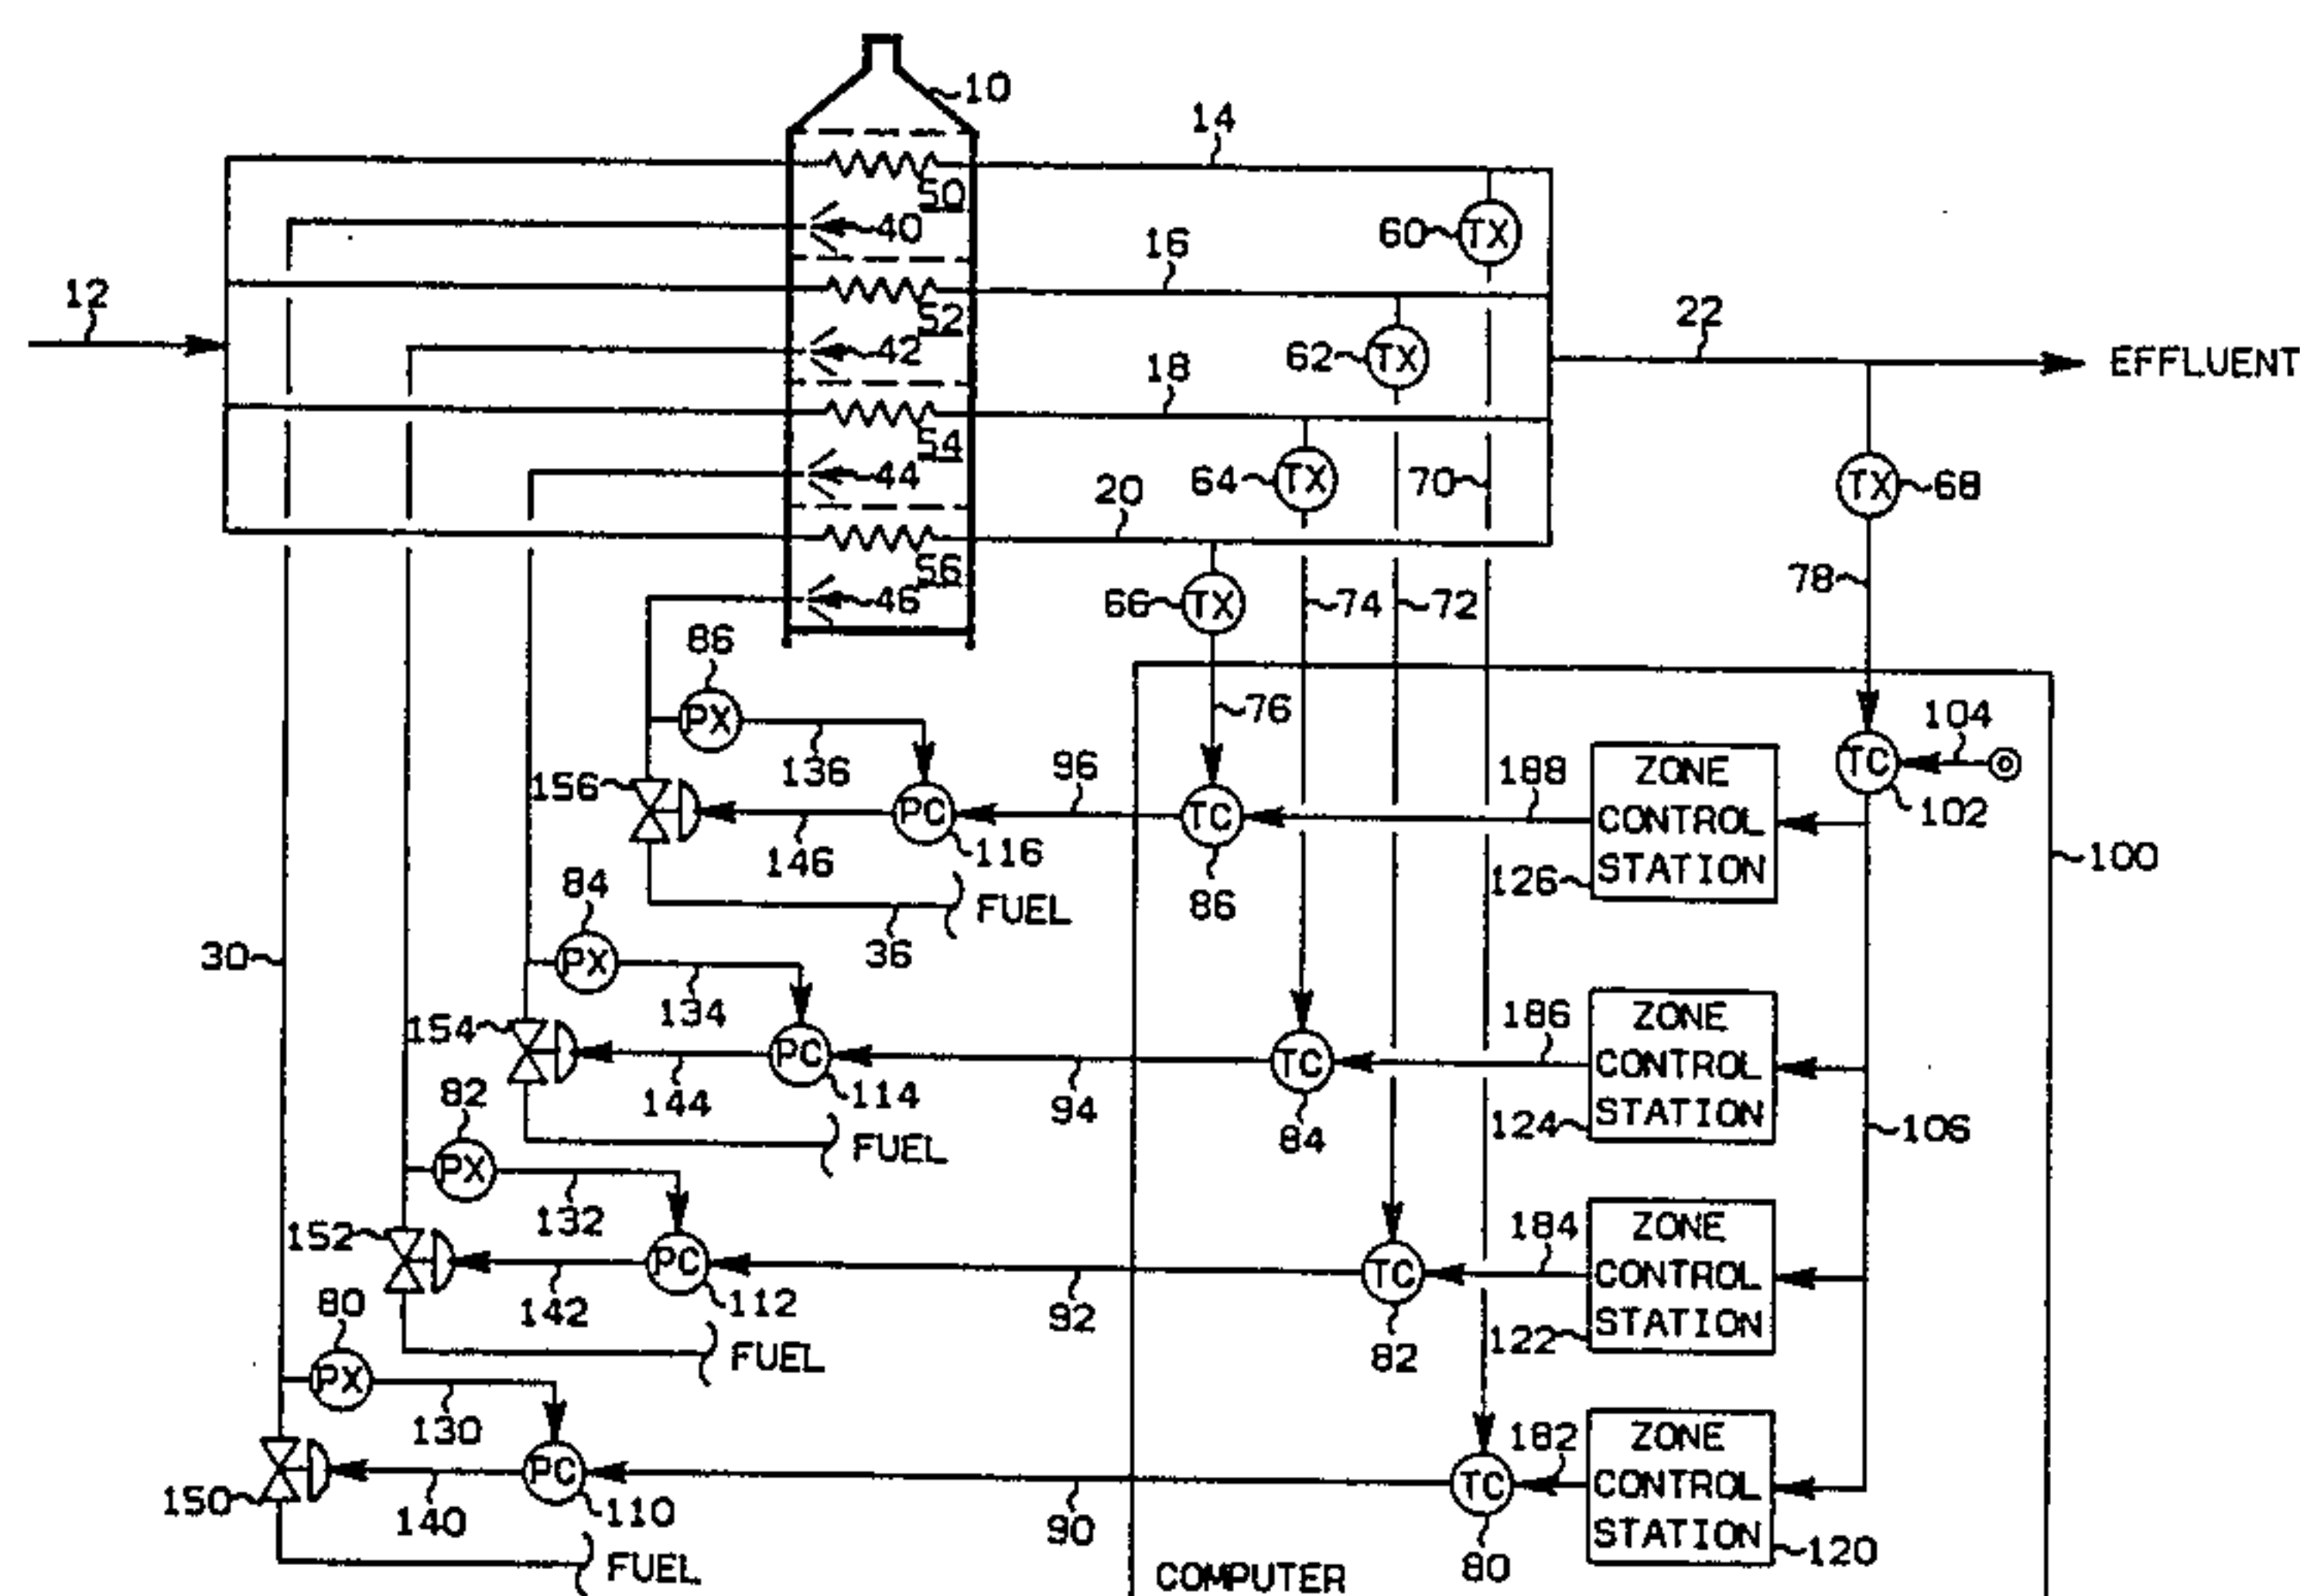 10
14
50
40
60 TX
16
12
52
42
62 TX
22
EFFLUENT
18
54
44
64 TX
70
TX 68
20
56
46
66 TX
74
72
78
86
PX
76
104
136
156
96
188
ZONE
CONTROL
STATION
TC
102
PC
TC
146
116
126
100
84
FUEL
86
36
30
PX
134
154
186
ZONE
CONTROL
STATION
PC
TC
144
114
94
84
124
106
82
FUEL
PX
132
152
184
ZONE
CONTROL
STATION
PC
TC
142
112
92
82
122
80
FUEL
PX
130
182
ZONE
CONTROL
STATION
PC
TC
150
140
110
90
80
120
FUEL
COMPUTER